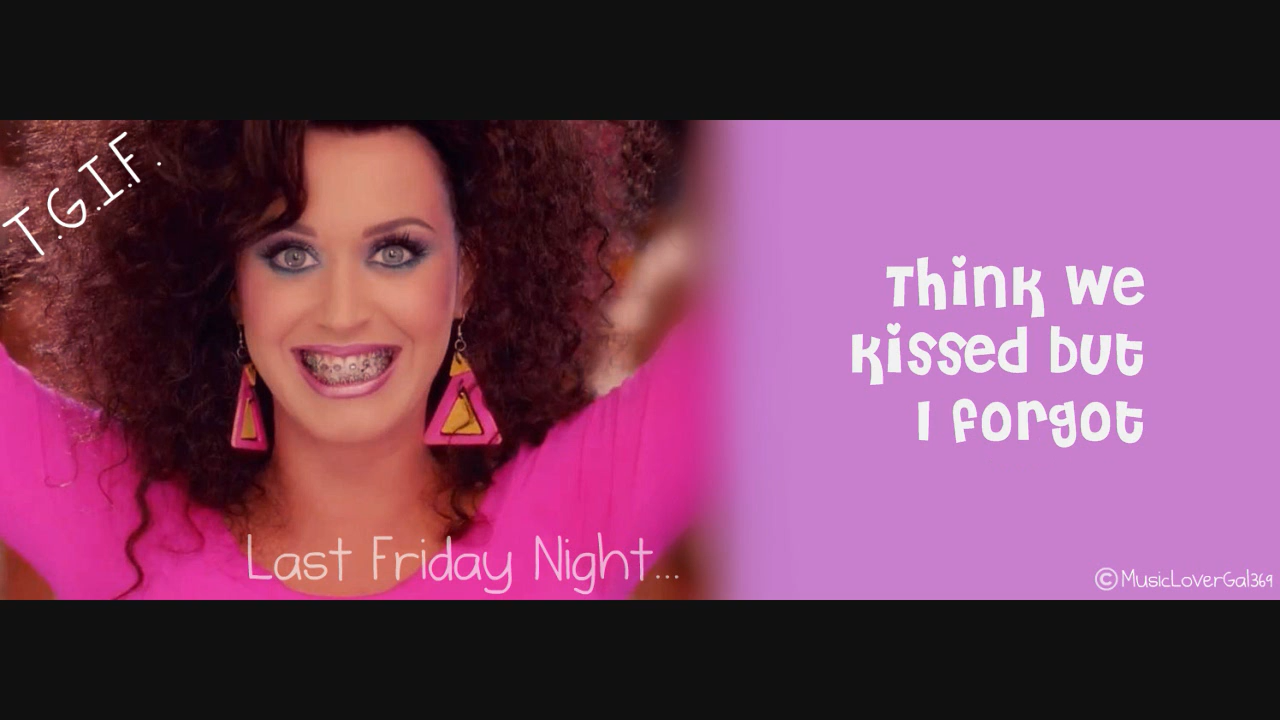 T.G.I.F.
Last Friday Night...
Think we
kissed but
I forgot
©MusicLoverGal369